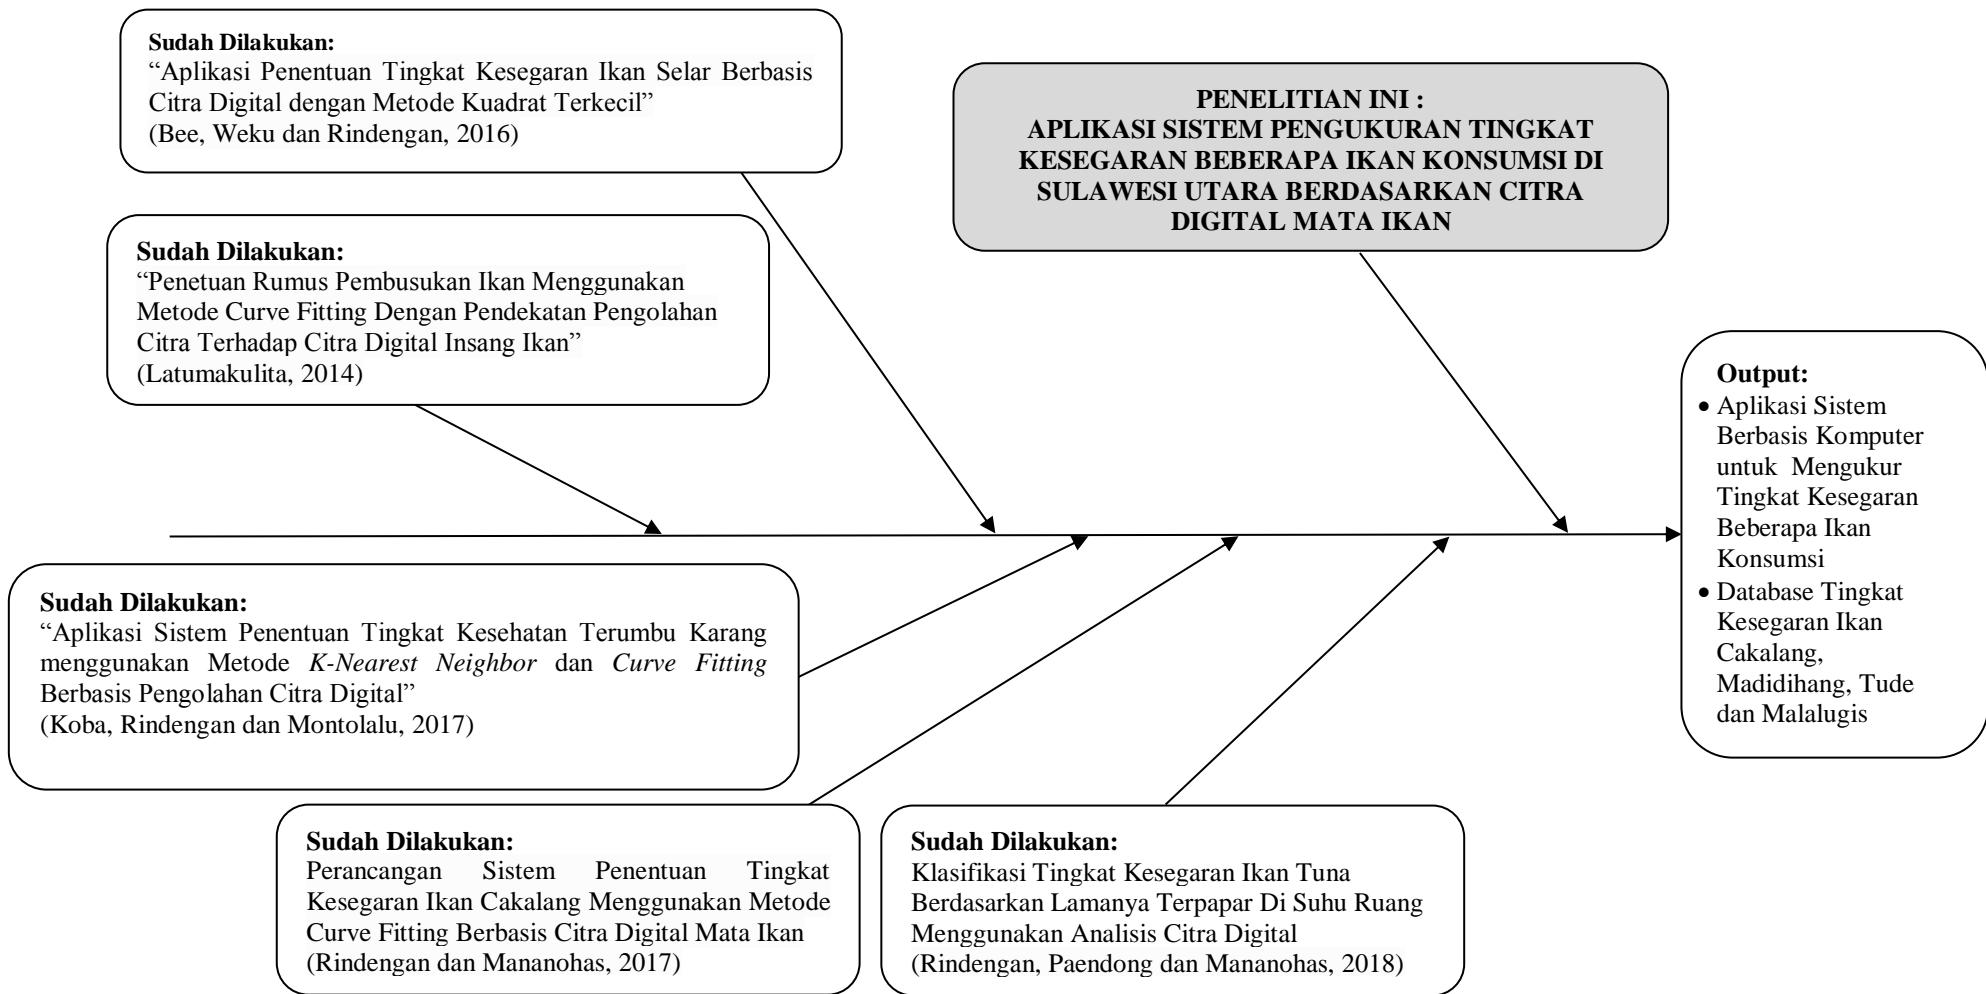 Sudah Dilakukan:
“Aplikasi Penentuan Tingkat Kesegaran Ikan Selar Berbasis
Citra Digital dengan Metode Kuadrat Terkecil”
(Bee, Weku dan Rindengan, 2016)
PENELITIAN INI :
APLIKASI SISTEM PENGUKURAN TINGKAT
KESEGARAN BEBERAPA IKAN KONSUMSI DI
SULAWESI UTARA BERDASARKAN CITRA
DIGITAL MATA IKAN
Sudah Dilakukan:
“Penetuan Rumus Pembusukan Ikan Menggunakan
Metode Curve Fitting Dengan Pendekatan Pengolahan
Citra Terhadap Citra Digital Insang Ikan”
(Latumakulita, 2014)
Output:
• Aplikasi Sistem
Berbasis Komputer
untuk Mengukur
Tingkat Kesegaran
Beberapa Ikan
Konsumsi
• Database Tingkat
Kesegaran Ikan
Cakalang,
Madidihang, Tude
dan Malalugis
Sudah Dilakukan:
“Aplikasi Sistem Penentuan Tingkat Kesehatan Terumbu Karang
menggunakan Metode K-Nearest Neighbor dan Curve Fitting
Berbasis Pengolahan Citra Digital”
(Koba, Rindengan dan Montolalu, 2017)
Sudah Dilakukan:
Perancangan Sistem Penentuan Tingkat
Kesegaran Ikan Cakalang Menggunakan Metode
Curve Fitting Berbasis Citra Digital Mata Ikan
(Rindengan dan Mananohas, 2017)
Sudah Dilakukan:
Klasifikasi Tingkat Kesegaran Ikan Tuna
Berdasarkan Lamanya Terpapar Di Suhu Ruang
Menggunakan Analisis Citra Digital
(Rindengan, Paendong dan Mananohas, 2018)